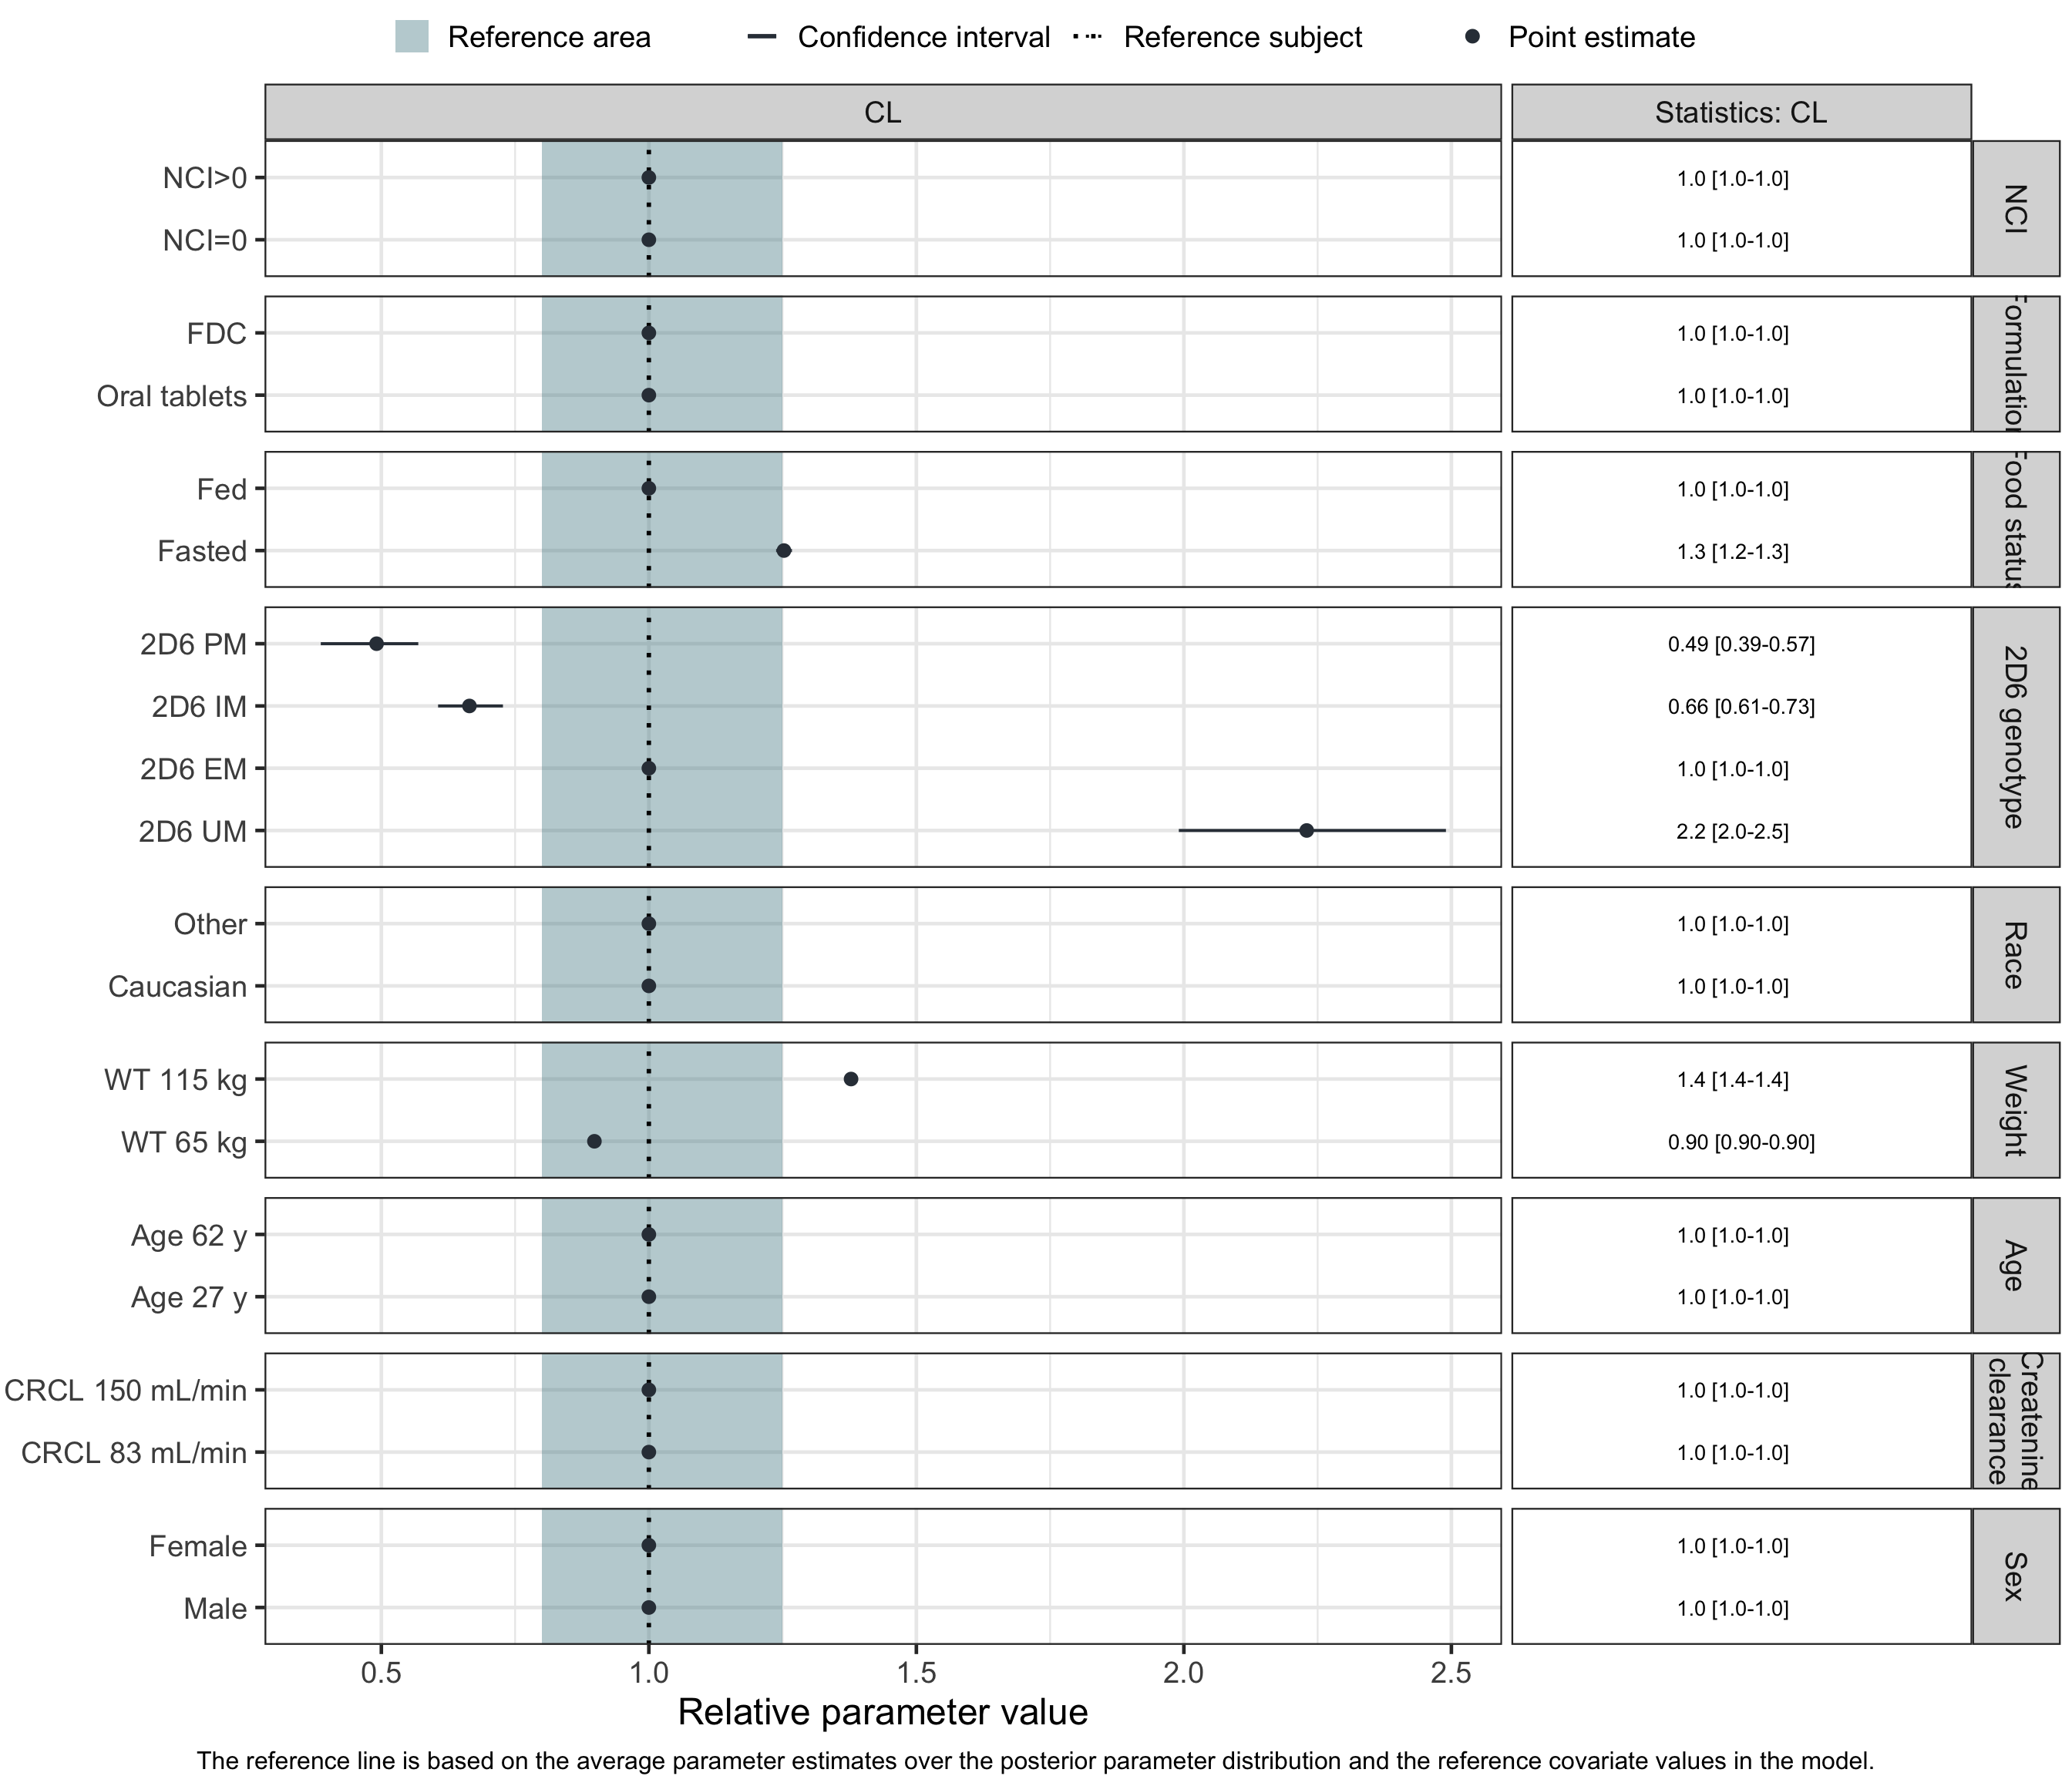 Reference area Confidence interval Reference subject Point estimate
CL Statistics: CL
NCI>0 1.0 [1.0-1.0]
NCI=0 1.0 [1.0-1.0]
NCI
FDC 1.0 [1.0-1.0]
Oral tablets 1.0 [1.0-1.0]
Formulation
Fed 1.0 [1.0-1.0]
Fasted 1.3 [1.2-1.3]
Food status
2D6 PM 0.49 [0.39-0.57]
2D6 IM 0.66 [0.61-0.73]
2D6 EM 1.0 [1.0-1.0]
2D6 UM 2.2 [2.0-2.5]
2D6 genotype
Other 1.0 [1.0-1.0]
Caucasian 1.0 [1.0-1.0]
Race
WT 115 kg 1.4 [1.4-1.4]
WT 65 kg 0.90 [0.90-0.90]
Weight
Age 62 y 1.0 [1.0-1.0]
Age 27 y 1.0 [1.0-1.0]
Age
CRCL 150 mL/min 1.0 [1.0-1.0]
CRCL 83 mL/min 1.0 [1.0-1.0]
Createnine
clearance
Female 1.0 [1.0-1.0]
Male 1.0 [1.0-1.0]
Sex
0.5 1.0 1.5 2.0 2.5
Relative parameter value
The reference line is based on the average parameter estimates over the posterior parameter distribution and the reference covariate values in the model.